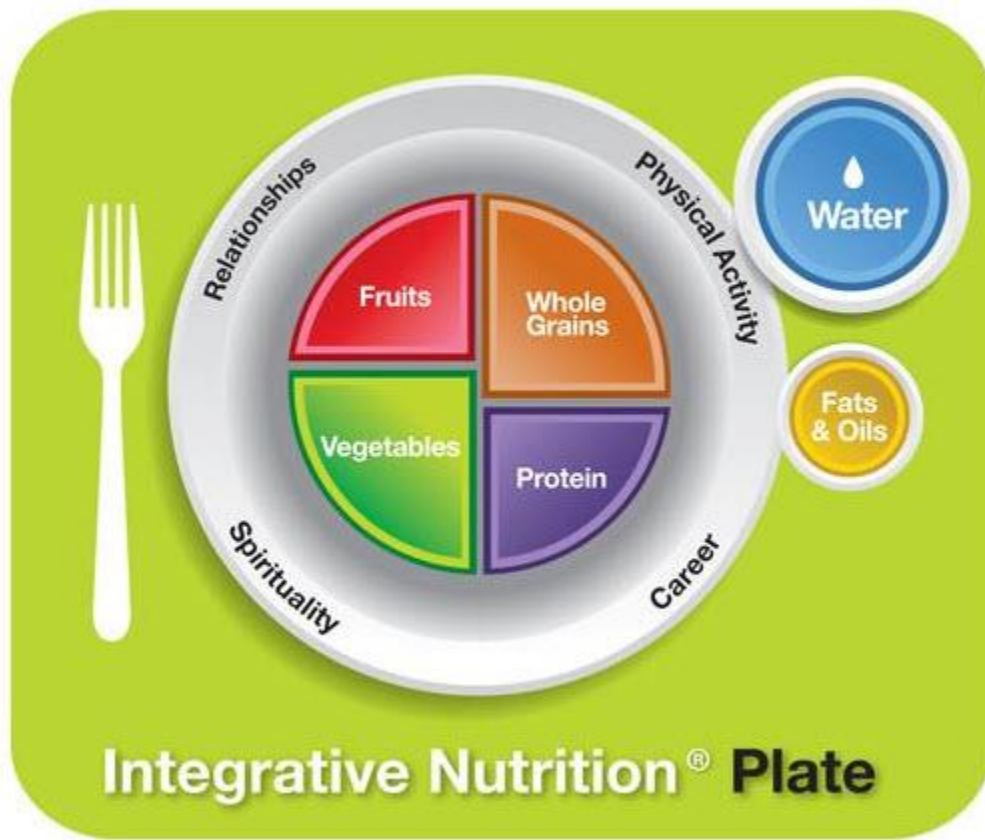 Relationships
Physical Activity
Water
Fruits
Whole
Grains
Fats
& Oils
Vegetables
Protein
Spirituality
Career
Integrative Nutrition® Plate